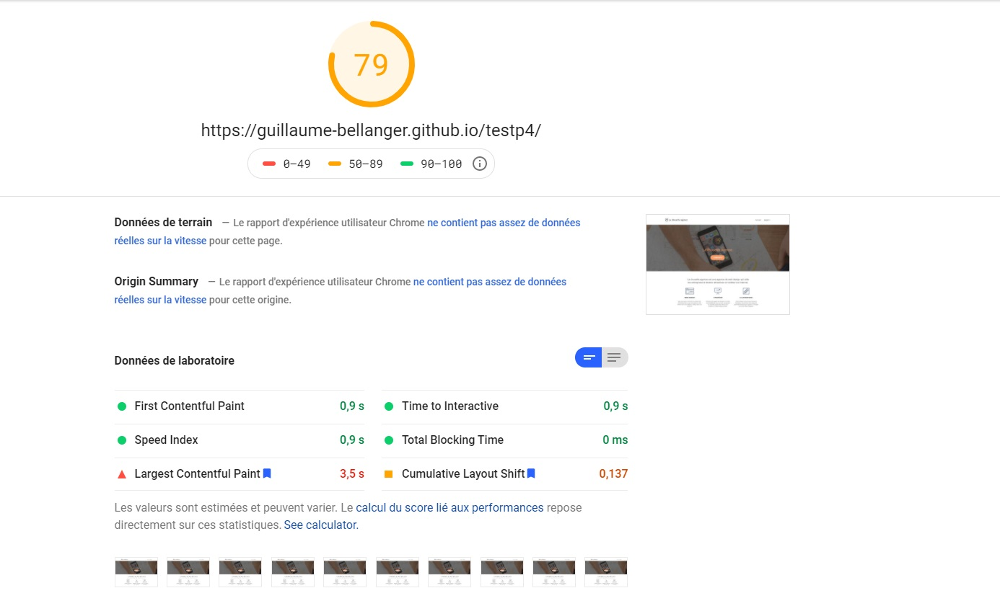 79
https://guillaume-bellanger.github.io/testp4/
0–49 50–89 90–100
Données de terrain — Le rapport d'expérience utilisateur Chrome ne contient pas assez de données
réelles sur la vitesse pour cette page.
Origin Summary — Le rapport d'expérience utilisateur Chrome ne contient pas assez de données
réelles sur la vitesse pour cette origine.
Données de laboratoire
First Contentful Paint 0,9 s
Time to Interactive 0,9 s
Speed Index 0,9 s
Total Blocking Time 0 ms
Largest Contentful Paint 3,5 s
Cumulative Layout Shift 0,137
Les valeurs sont estimées et peuvent varier. Le calcul du score lié aux performances repose
directement sur ces statistiques. See calculator.